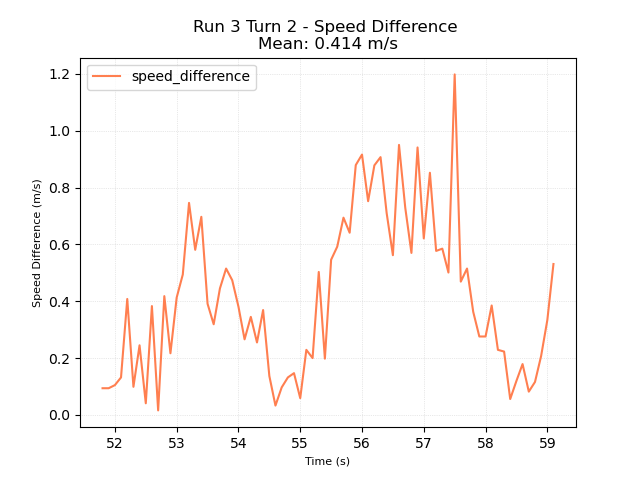 Run 3 Turn 2 - Speed Difference
Mean: 0.414 m/s
speed_difference
Speed Difference (m/s)
1.2
1.0
0.8
0.6
0.4
0.2
0.0
52 53 54 55 56 57 58 59
Time (s)